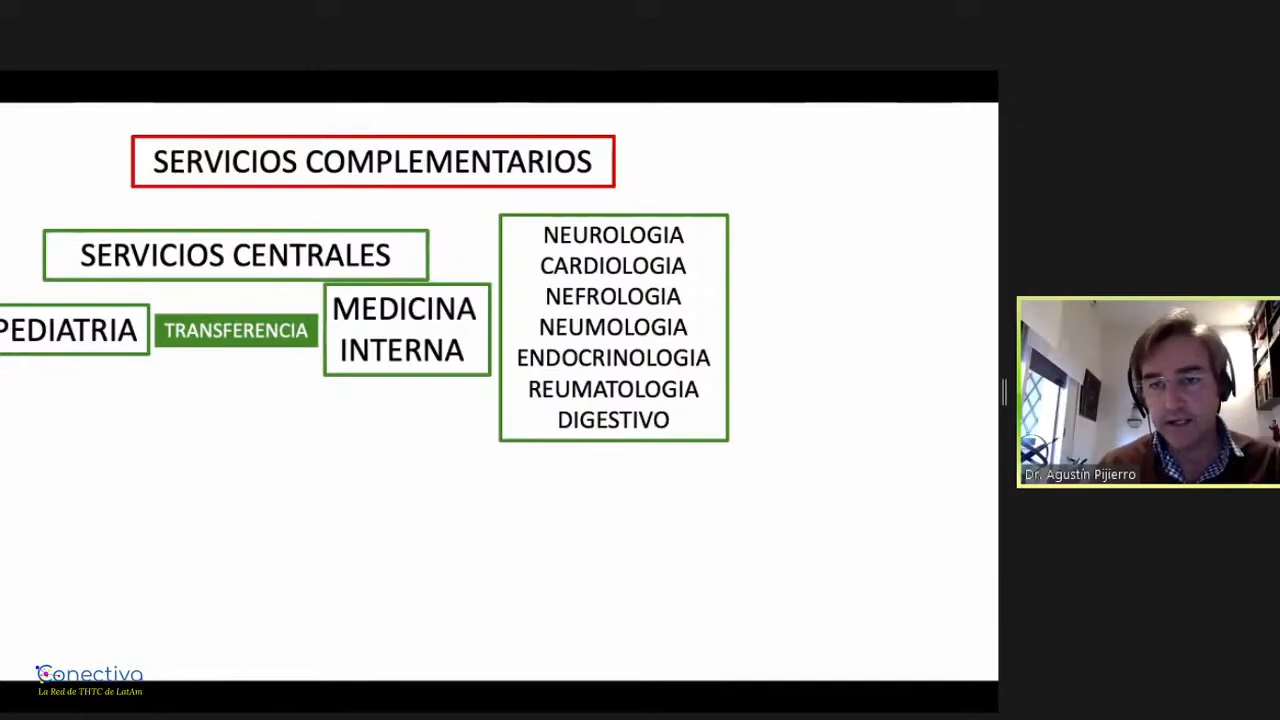 SERVICIOS COMPLEMENTARIOS
SERVICIOS CENTRALES
PEDIATRIA
TRANSFERENCIA
MEDICINA
INTERNA
NEUROLOGIA
CARDIOLOGIA
NEFROLOGIA
NEUMOLOGIA
ENDOCRINOLOGIA
REUMATOLOGIA
DIGESTIVO
Dr. Agustín Pijierro
Conectiva
La Red de THTC de LatAm